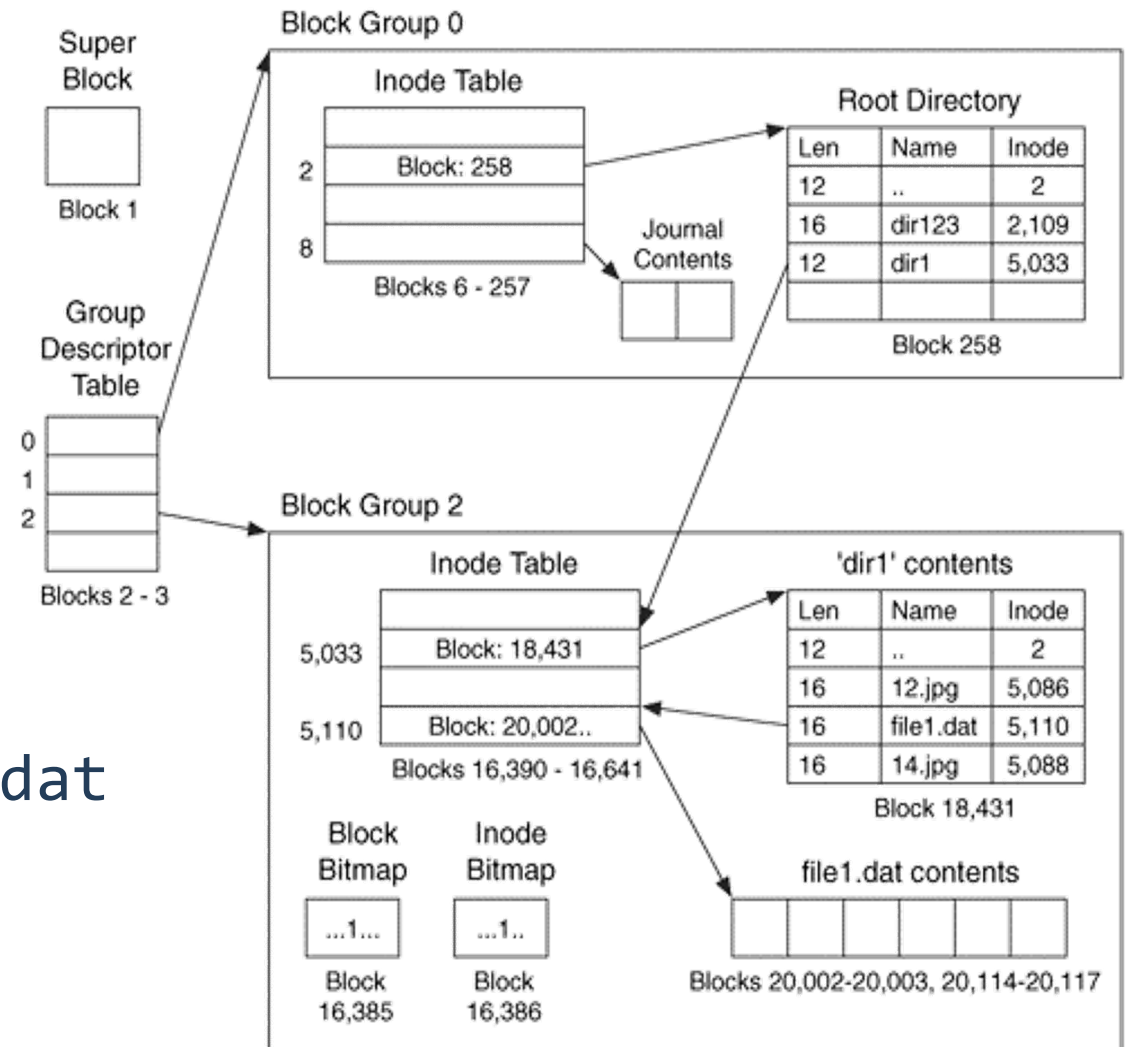 Super
Block
Block 1
Group
Descriptor
Table
0
1
2
Blocks 2 - 3
Block Group 0
Inode Table
2 Block: 258
8
Blocks 6 - 257
Journal
Contents
Root Directory
Len Name Inode
12 .. 2
16 dir123 2,109
12 dir1 5,033
Block 258
Block Group 2
Inode Table
5,033 Block: 18,431
5,110 Block: 20,002..
Blocks 16,390 - 16,641
'dir1' contents
Len Name Inode
12 .. 2
16 12.jpg 5,086
16 file1.dat 5,110
16 14.jpg 5,088
Block 18,431
dat
Block
Bitmap
...1...
Block
16,385
Inode
Bitmap
...1..
Block
16,386
file1.dat contents
Blocks 20,002-20,003, 20,114-20,117